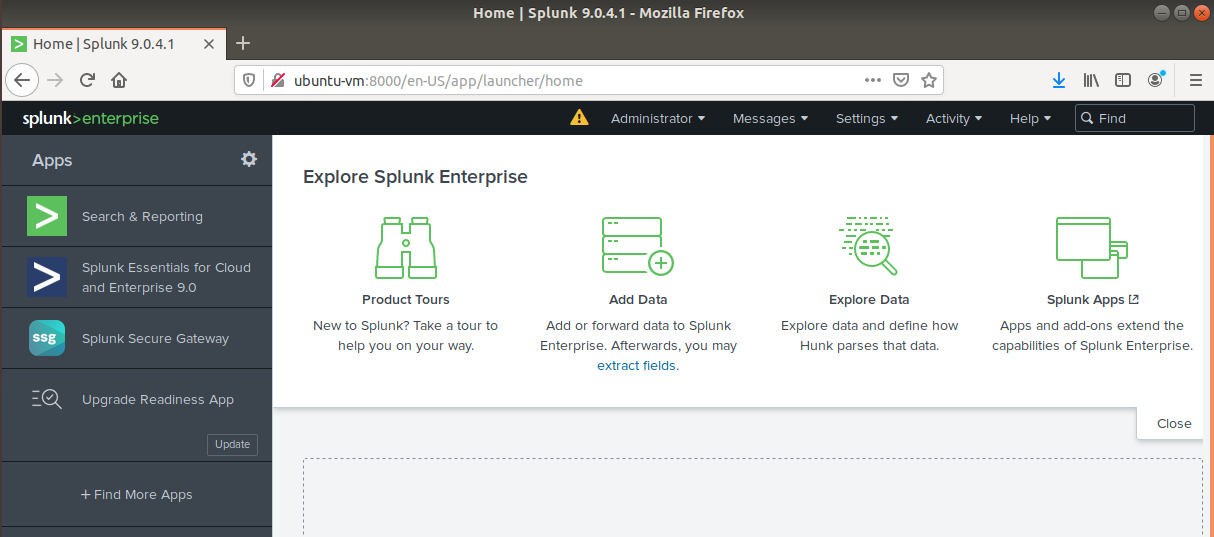 Home | Splunk 9.0.4.1 - Mozilla Firefox
Home | Splunk 9.0.4.1
ubuntu-vm:8000/en-US/app/launcher/home
splunk>enterprise
Administrator
Messages
Settings
Activity
Help
Find
Apps
Search & Reporting
Splunk Essentials for Cloud
and Enterprise 9.0
ssg
Splunk Secure Gateway
Upgrade Readiness App
Update
+ Find More Apps
Explore Splunk Enterprise
Product Tours
New to Splunk? Take a tour to
help you on your way.
Add Data
Add or forward data to Splunk
Enterprise. Afterwards, you may
extract fields.
Explore Data
Explore data and define how
Hunk parses that data.
Splunk Apps
Apps and add-ons extend the
capabilities of Splunk Enterprise.
Close